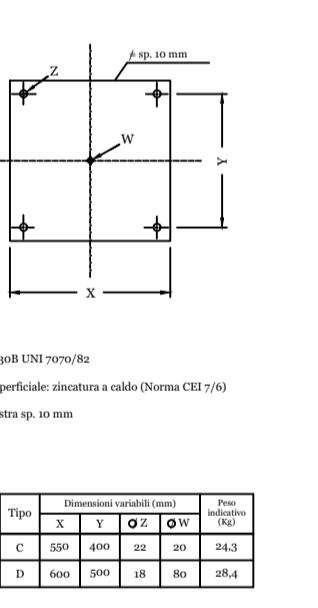 ≠ sp. 10 mm
Z
W
Y
X
30B UNI 7070/82
perficiale: zincatura a caldo (Norma CEI 7/6)
stra sp. 10 mm
Tipo Dimensioni variabili (mm) Peso indicativo (Kg)
X Y Ø Z Ø W
C 550 400 22 20 24,3
D 600 500 18 80 28,4